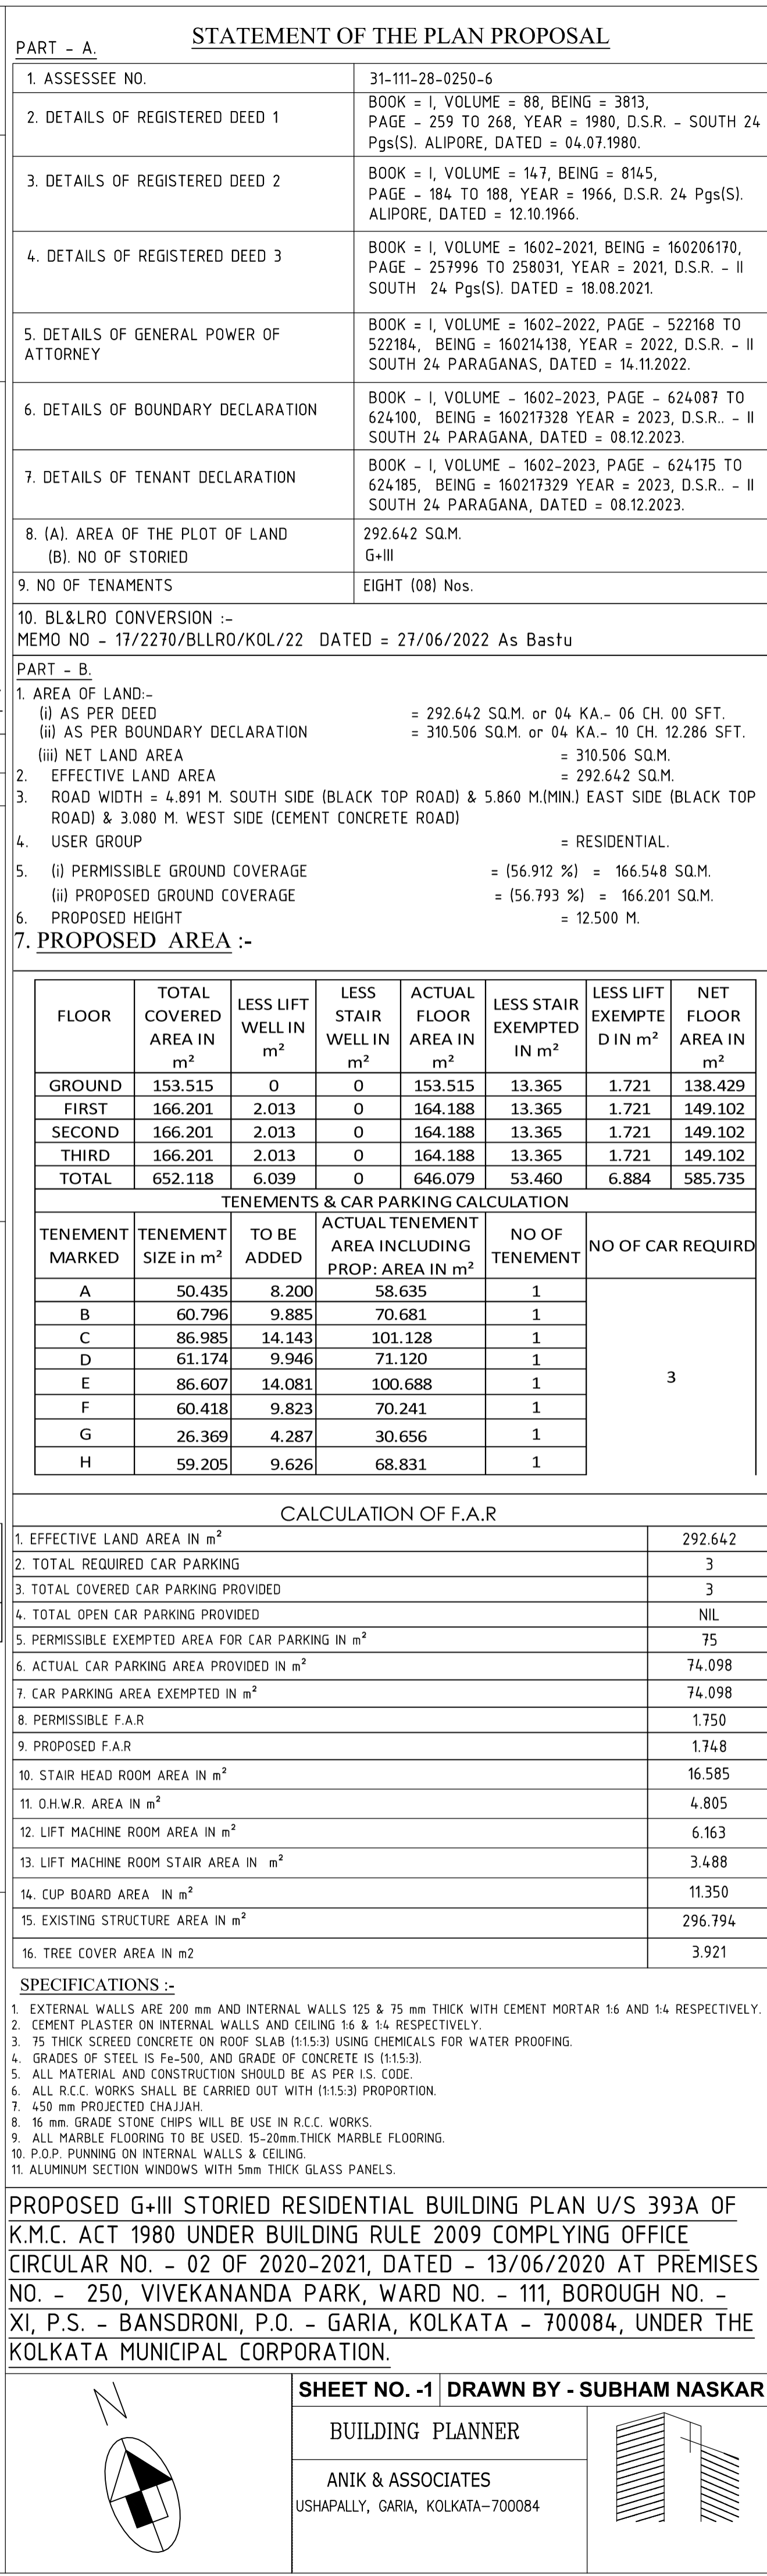 STATEMENT OF THE PLAN PROPOSAL
PART - A.
1. ASSESSEE NO. 31-111-28-0250-6
2. DETAILS OF REGISTERED DEED 1
BOOK = I, VOLUME = 88, BEING = 3813,
PAGE - 259 TO 268, YEAR = 1980, D.S.R. - SOUTH 24
Pgs(S). ALIPORE, DATED = 04.07.1980.
3. DETAILS OF REGISTERED DEED 2
BOOK = I, VOLUME = 147, BEING = 8145,
PAGE - 184 TO 188, YEAR = 1966, D.S.R. 24 Pgs(S).
ALIPORE, DATED = 12.10.1966.
4. DETAILS OF REGISTERED DEED 3
BOOK = I, VOLUME = 1602-2021, BEING = 160206170,
PAGE - 257996 TO 258031, YEAR = 2021, D.S.R. - II
SOUTH 24 Pgs(S). DATED = 18.08.2021.
5. DETAILS OF GENERAL POWER OF
ATTORNEY
BOOK = I, VOLUME = 1602-2022, PAGE - 522168 TO
522184, BEING = 160214138, YEAR = 2022, D.S.R. - II
SOUTH 24 PARAGANAS, DATED = 14.11.2022.
6. DETAILS OF BOUNDARY DECLARATION
BOOK - I, VOLUME - 1602-2023, PAGE - 624087 TO
624100, BEING = 160217328 YEAR = 2023, D.S.R.. - II
SOUTH 24 PARAGANA, DATED = 08.12.2023.
7. DETAILS OF TENANT DECLARATION
BOOK - I, VOLUME - 1602-2023, PAGE - 624175 TO
624185, BEING = 160217329 YEAR = 2023, D.S.R.. - II
SOUTH 24 PARAGANA, DATED = 08.12.2023.
8. (A). AREA OF THE PLOT OF LAND 292.642 SQ.M.
(B). NO OF STORIED G+III
9. NO OF TENAMENTS EIGHT (08) Nos.
10. BL&LRO CONVERSION :-
MEMO NO - 17/2270/BLLRO/KOL/22 DATED = 27/06/2022 As Bastu
PART - B.
1. AREA OF LAND:-
(i) AS PER DEED = 292.642 SQ.M. or 04 KA.- 06 CH. 00 SFT.
(ii) AS PER BOUNDARY DECLARATION = 310.506 SQ.M. or 04 KA.- 10 CH. 12.286 SFT.
(iii) NET LAND AREA = 310.506 SQ.M.
2. EFFECTIVE LAND AREA = 292.642 SQ.M.
3. ROAD WIDTH = 4.891 M. SOUTH SIDE (BLACK TOP ROAD) & 5.860 M.(MIN.) EAST SIDE (BLACK TOP
ROAD) & 3.080 M. WEST SIDE (CEMENT CONCRETE ROAD)
4. USER GROUP = RESIDENTIAL.
5. (i) PERMISSIBLE GROUND COVERAGE = (56.912 %) = 166.548 SQ.M.
(ii) PROPOSED GROUND COVERAGE = (56.793 %) = 166.201 SQ.M.
6. PROPOSED HEIGHT = 12.500 M.
7. PROPOSED AREA :-
FLOOR
TOTAL
COVERED
AREA IN
m²
LESS LIFT
WELL IN
m²
LESS
STAIR
WELL IN
m²
ACTUAL
FLOOR
AREA IN
m²
LESS STAIR
EXEMPTED
IN m²
LESS LIFT
EXEMPTE
D IN m²
NET
FLOOR
AREA IN
m²
GROUND 153.515 0 0 153.515 13.365 1.721 138.429
FIRST 166.201 2.013 0 164.188 13.365 1.721 149.102
SECOND 166.201 2.013 0 164.188 13.365 1.721 149.102
THIRD 166.201 2.013 0 164.188 13.365 1.721 149.102
TOTAL 652.118 6.039 0 646.079 53.460 6.884 585.735
TENEMENTS & CAR PARKING CALCULATION
TENEMENT
MARKED
TENEMENT
SIZE in m²
TO BE
ADDED
ACTUAL TENEMENT
AREA INCLUDING
PROP: AREA IN m²
NO OF
TENEMENT
NO OF CAR REQUIRD
A 50.435 8.200 58.635 1
B 60.796 9.885 70.681 1
C 86.985 14.143 101.128 1
D 61.174 9.946 71.120 1
E 86.607 14.081 100.688 1
3
F 60.418 9.823 70.241 1
G 26.369 4.287 30.656 1
H 59.205 9.626 68.831 1
CALCULATION OF F.A.R
1. EFFECTIVE LAND AREA IN m² 292.642
2. TOTAL REQUIRED CAR PARKING 3
3. TOTAL COVERED CAR PARKING PROVIDED 3
4. TOTAL OPEN CAR PARKING PROVIDED NIL
5. PERMISSIBLE EXEMPTED AREA FOR CAR PARKING IN m² 75
6. ACTUAL CAR PARKING AREA PROVIDED IN m² 74.098
7. CAR PARKING AREA EXEMPTED IN m² 74.098
8. PERMISSIBLE F.A.R 1.750
9. PROPOSED F.A.R 1.748
10. STAIR HEAD ROOM AREA IN m² 16.585
11. O.H.W.R. AREA IN m² 4.805
12. LIFT MACHINE ROOM AREA IN m² 6.163
13. LIFT MACHINE ROOM STAIR AREA IN m² 3.488
14. CUP BOARD AREA IN m² 11.350
15. EXISTING STRUCTURE AREA IN m² 296.794
16. TREE COVER AREA IN m2 3.921
SPECIFICATIONS :-
1. EXTERNAL WALLS ARE 200 mm AND INTERNAL WALLS 125 & 75 mm THICK WITH CEMENT MORTAR 1:6 AND 1:4 RESPECTIVELY.
2. CEMENT PLASTER ON INTERNAL WALLS AND CEILING 1:6 & 1:4 RESPECTIVELY.
3. 75 THICK SCREED CONCRETE ON ROOF SLAB (1:1.5:3) USING CHEMICALS FOR WATER PROOFING.
4. GRADES OF STEEL IS Fe-500, AND GRADE OF CONCRETE IS (1:1.5:3).
5. ALL MATERIAL AND CONSTRUCTION SHOULD BE AS PER I.S. CODE.
6. ALL R.C.C. WORKS SHALL BE CARRIED OUT WITH (1:1.5:3) PROPORTION.
7. 450 mm PROJECTED CHAJJAH.
8. 16 mm. GRADE STONE CHIPS WILL BE USE IN R.C.C. WORKS.
9. ALL MARBLE FLOORING TO BE USED. 15-20mm.THICK MARBLE FLOORING.
10. P.O.P. PUNNING ON INTERNAL WALLS & CEILING.
11. ALUMINUM SECTION WINDOWS WITH 5mm THICK GLASS PANELS.
PROPOSED G+III STORIED RESIDENTIAL BUILDING PLAN U/S 393A OF
K.M.C. ACT 1980 UNDER BUILDING RULE 2009 COMPLYING OFFICE
CIRCULAR NO. - 02 OF 2020-2021, DATED - 13/06/2020 AT PREMISES
NO. - 250, VIVEKANANDA PARK, WARD NO. - 111, BOROUGH NO. -
XI, P.S. - BANSDRONI, P.O. - GARIA, KOLKATA - 700084, UNDER THE
KOLKATA MUNICIPAL CORPORATION.
N
SHEET NO. -1 DRAWN BY - SUBHAM NASKAR
BUILDING PLANNER
ANIK & ASSOCIATES
USHAPALLY, GARIA, KOLKATA-700084